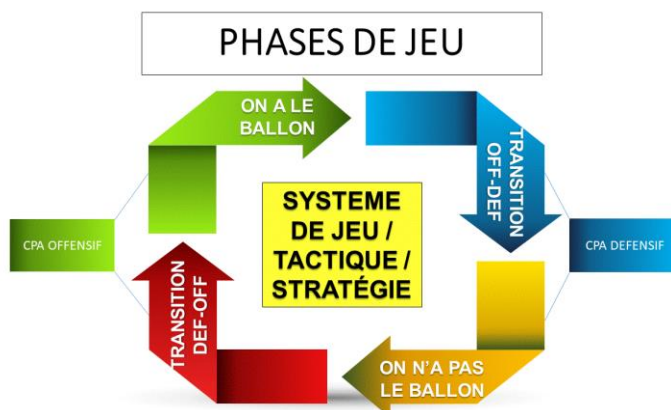 PHASES DE JEU
ON A LE
BALLON
TRANSITION
OFF-DEF
CPA OFFENSIF
SYSTEME
DE JEU /
TACTIQUE /
STRATÉGIE
CPA DEFENSIF
TRANSITION
DEF-OFF
ON N'A PAS
LE BALLON